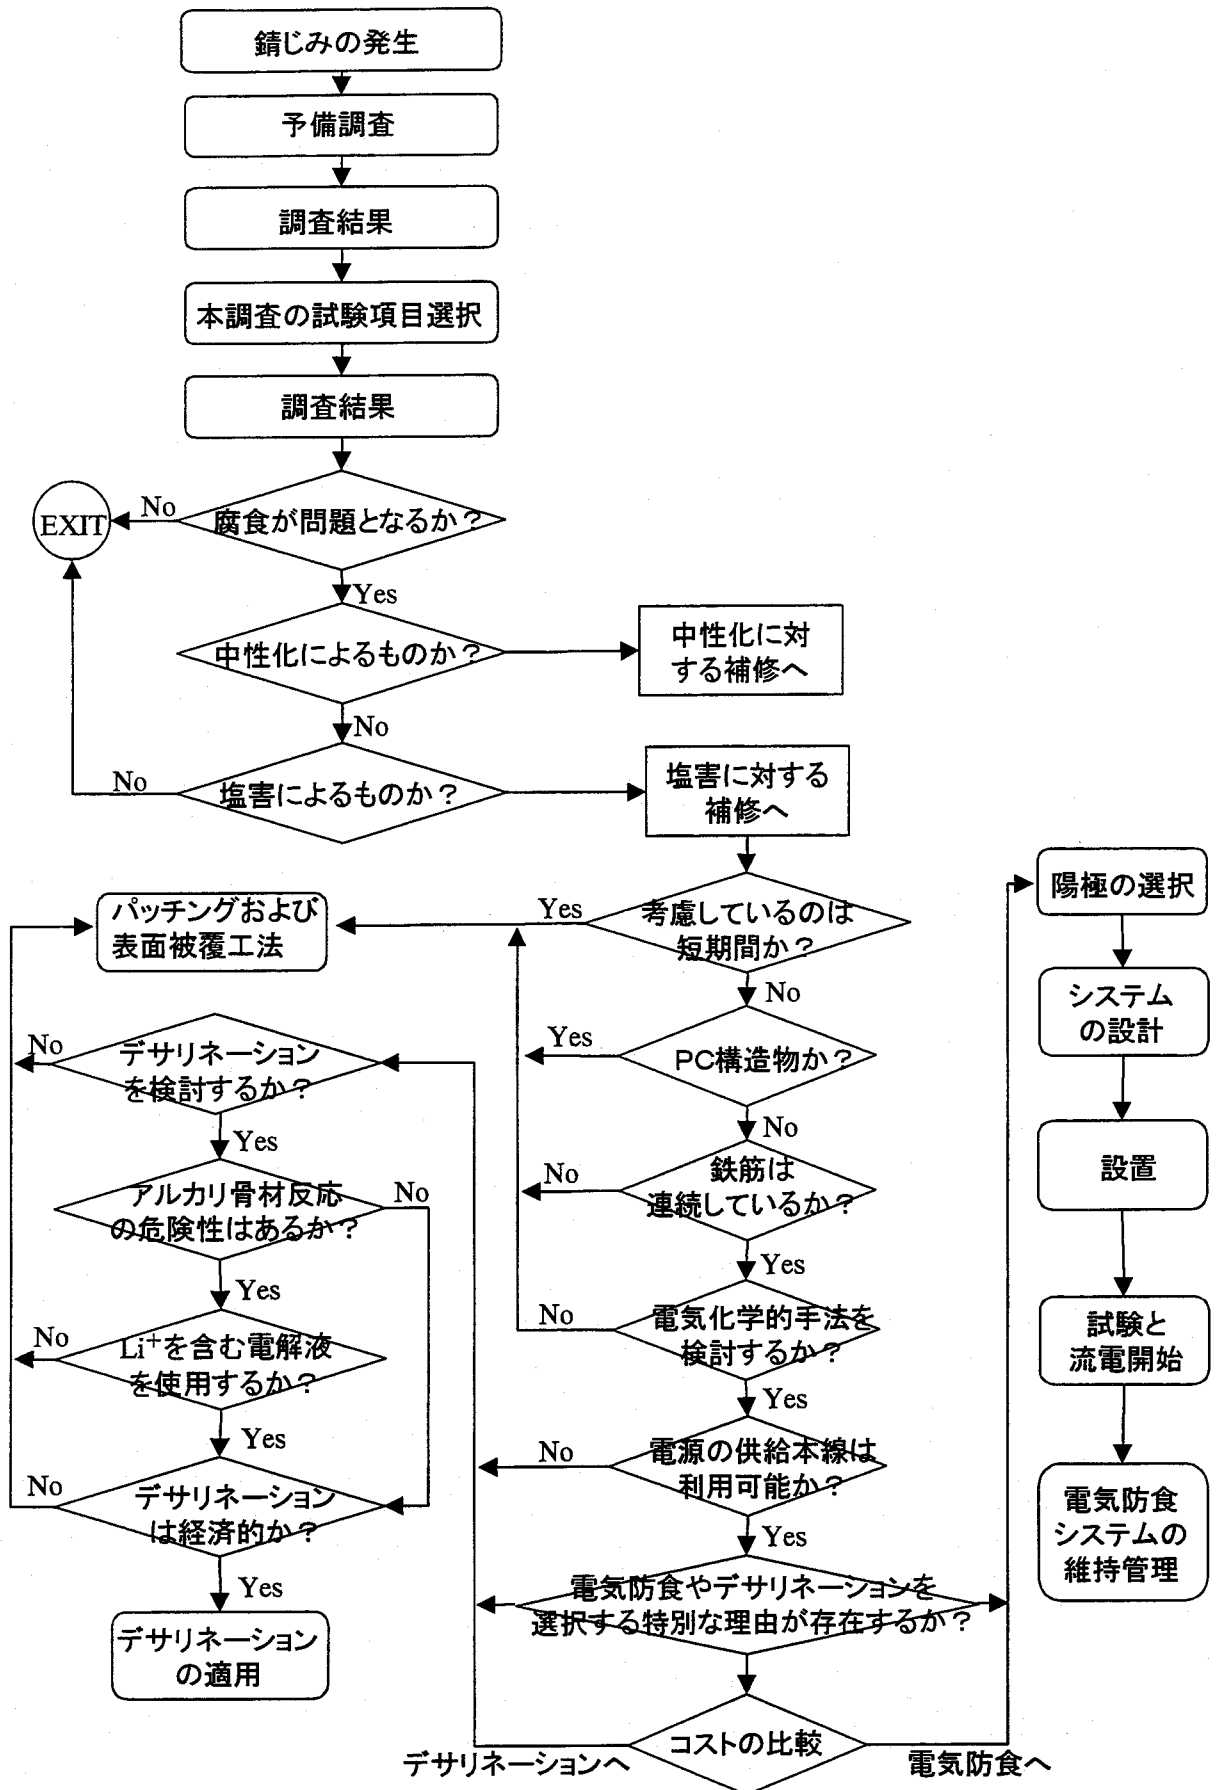 錆じみの発生
予備調査
調査結果
本調査の試験項目選択
調査結果
腐食が問題となるか？
No
EXIT
Yes
中性化によるものか？
中性化に対
する補修へ
No
塩害によるものか？
No
塩害に対する
補修へ
考慮しているのは
短期間か？
Yes
パッチングおよび
表面被覆工法
No
PC構造物か？
Yes
No
鉄筋は
連続しているか？
No
Yes
電気化学的手法を
検討するか？
No
Yes
電源の供給本線は
利用可能か？
No
Yes
電気防食やデサリネーションを
選択する特別な理由が存在するか？
コストの比較
デサリネーションへ
電気防食へ
デサリネーション
を検討するか？
No
Yes
アルカリ骨材反応
の危険性はあるか？
No
Yes
Li⁺を含む電解液
を使用するか？
No
Yes
デサリネーション
は経済的か？
No
Yes
デサリネーション
の適用
陽極の選択
システム
の設計
設置
試験と
流電開始
電気防食
システムの
維持管理